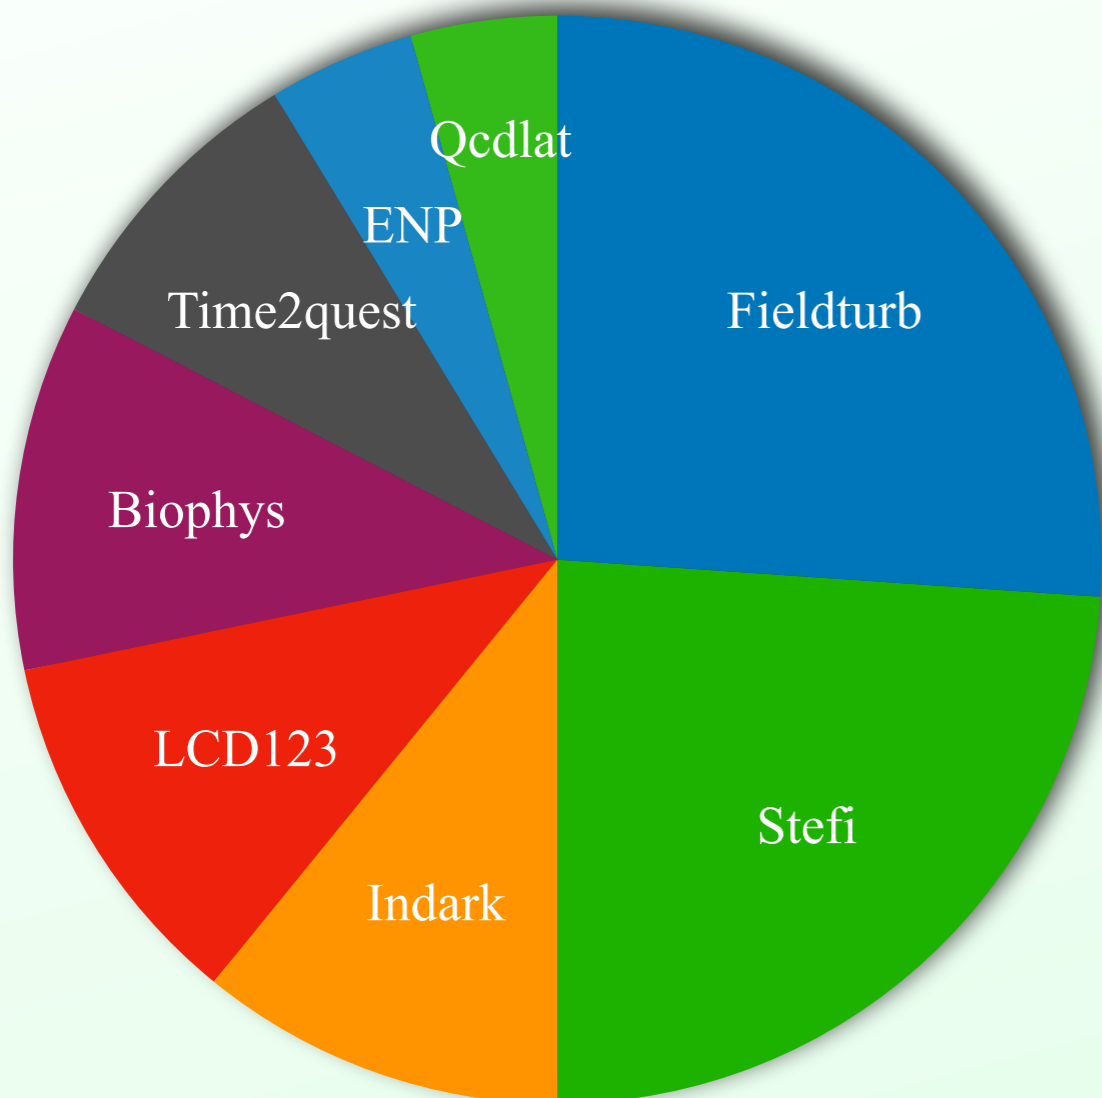 Qcdlat
ENP
Time2quest
Fieldturb
Biophys
LCD123
Stefi
Indark